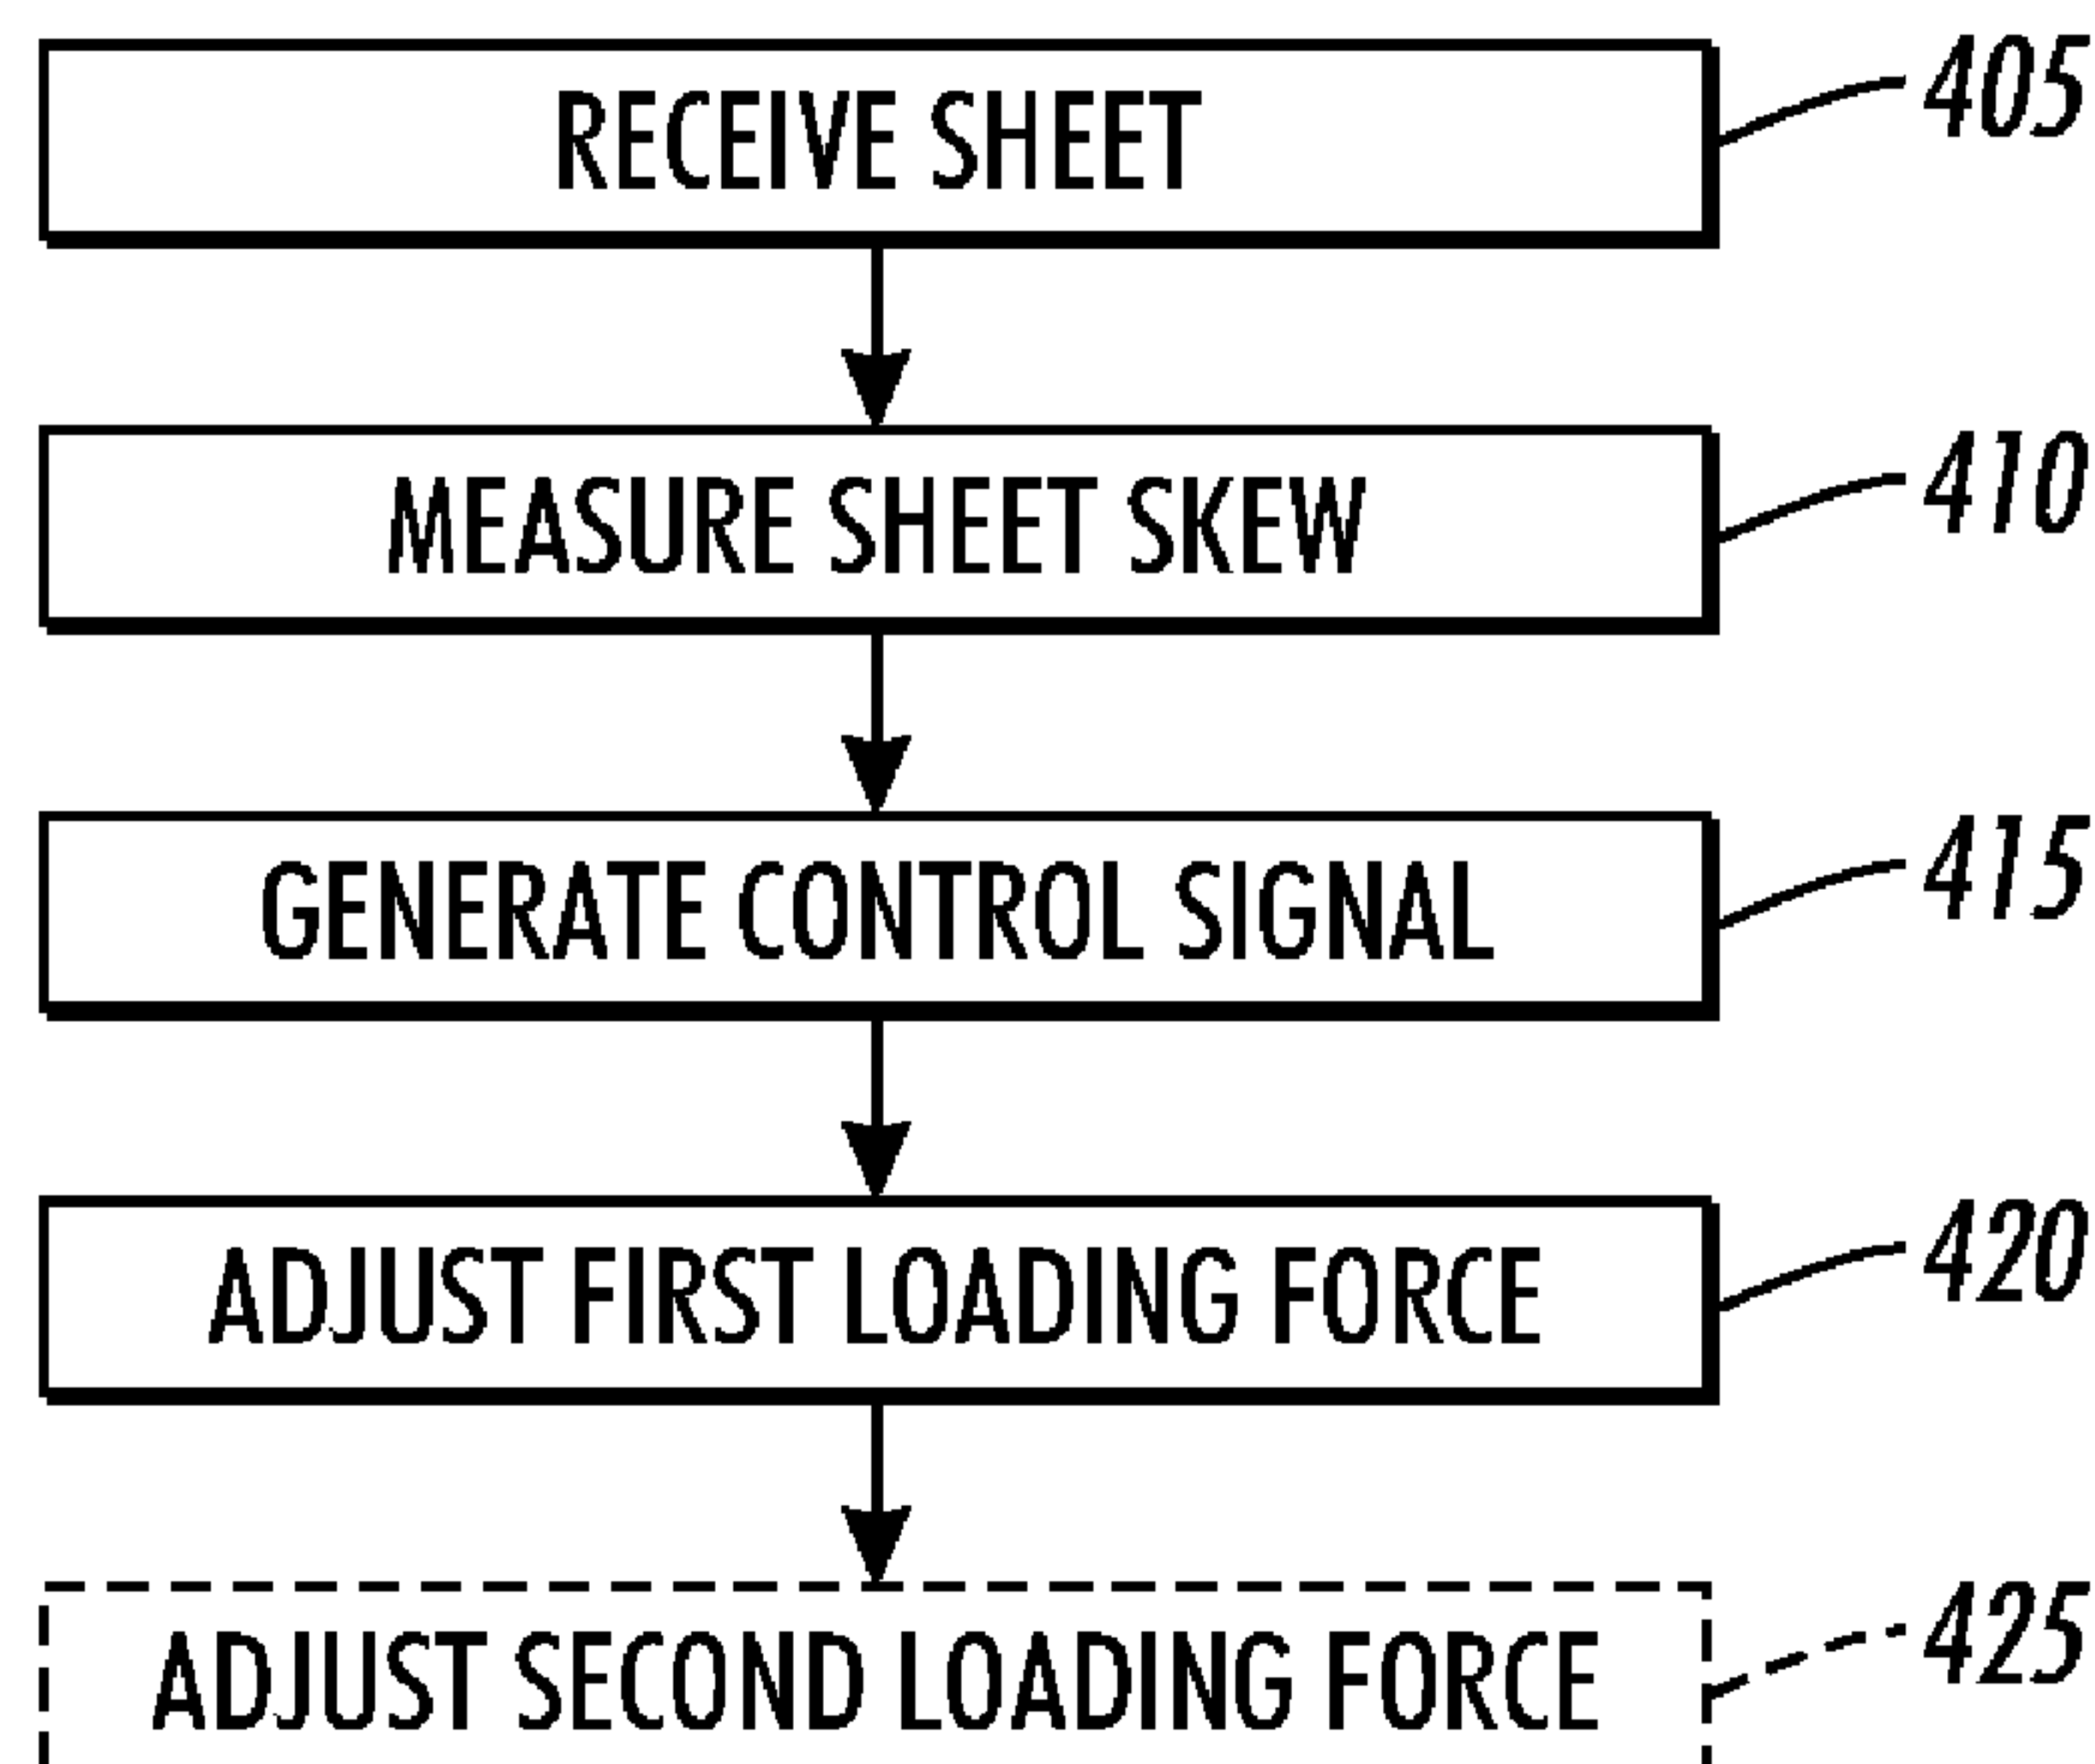 RECEIVE SHEET 405
MEASURE SHEET SKEW 410
GENERATE CONTROL SIGNAL 415
ADJUST FIRST LOADING FORCE 420
ADJUST SECOND LOADING FORCE 425